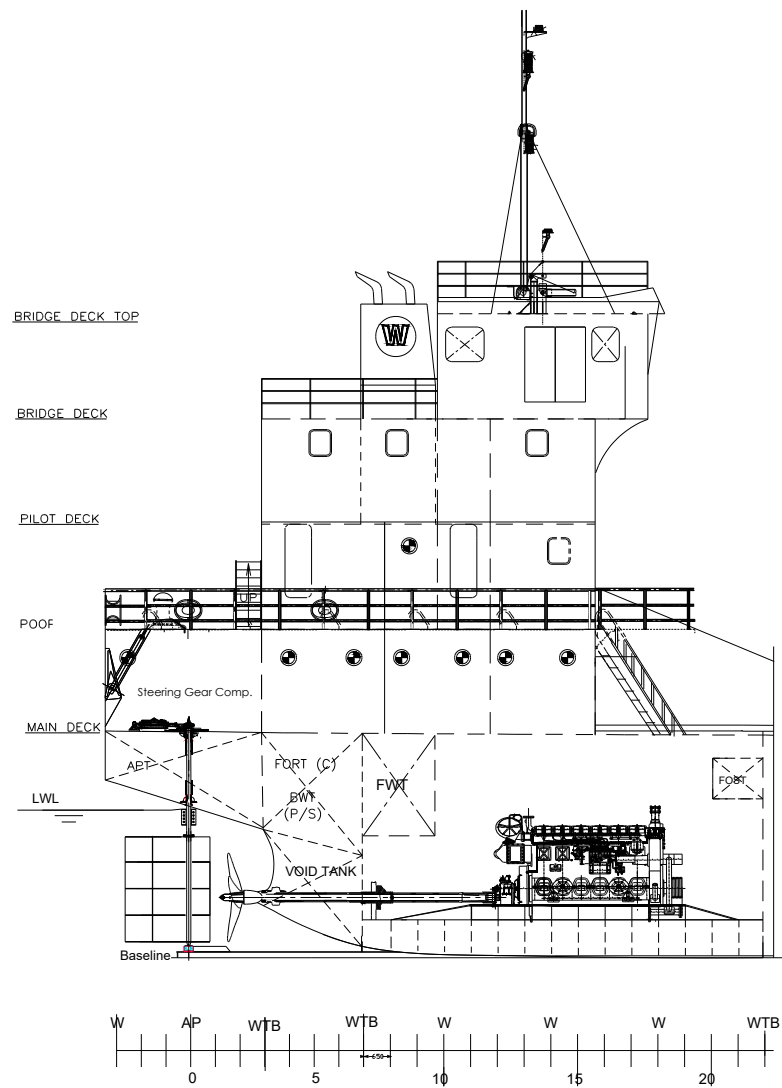 BRIDGE DECK TOP
W
BRIDGE DECK
PILOT DECK
UP
POOP
Steering Gear Comp.
MAIN DECK
APT
FORT (C)
FWT
FOST
LWL
BWT
(P/S)
VOID TANK
Baseline
W AP WTB WTB W W W WTB
650
0 5 10 15 20